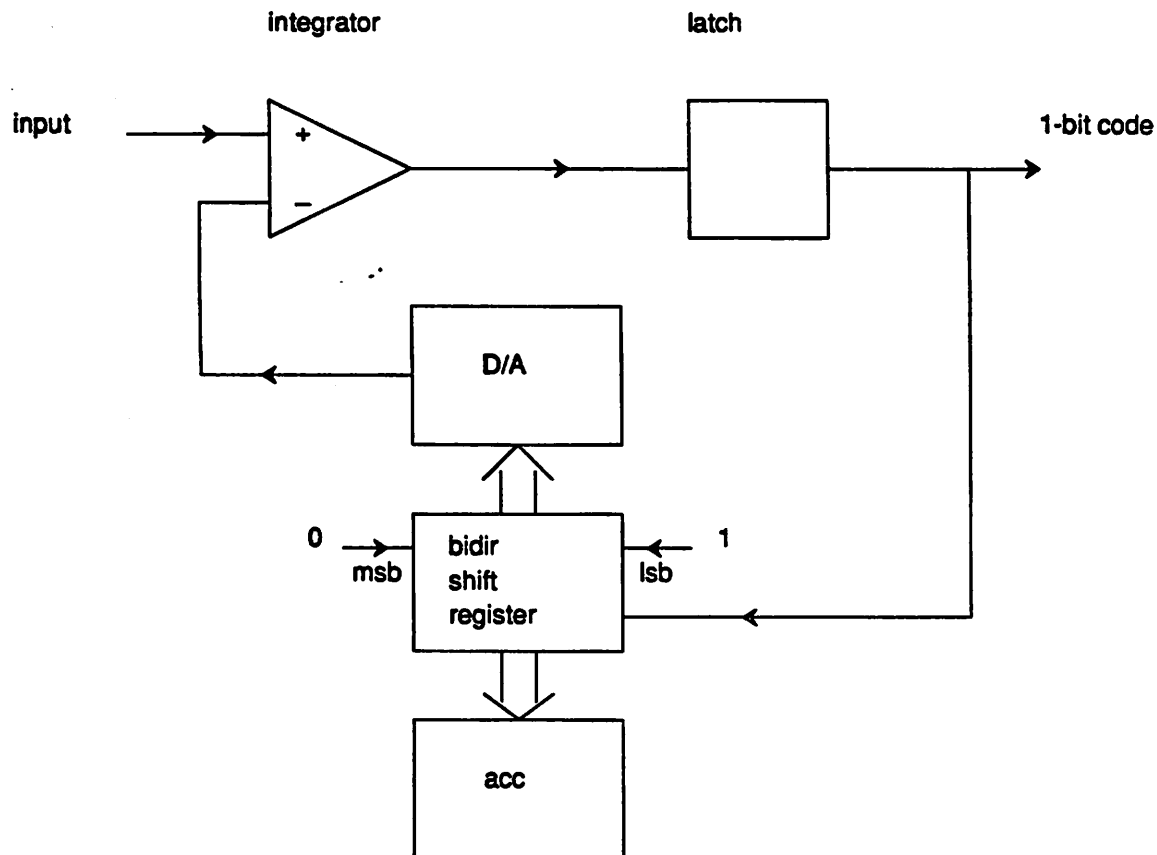 integrator
latch
input
1-bit code
+
−
D/A
0
1
msb
lsb
bidir
shift
register
acc